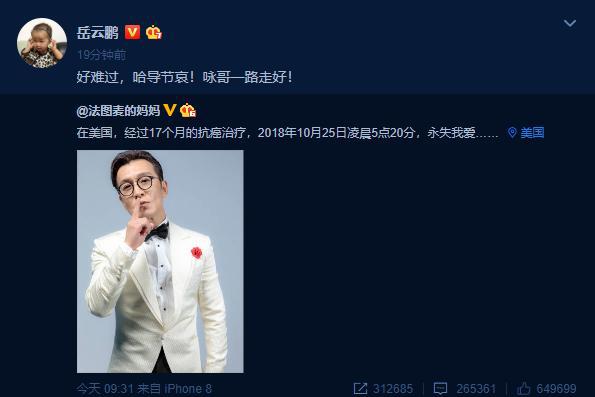 岳云鹏
19分钟前
好难过，哈导节哀！咏哥一路走好！
@法图麦的妈妈
在美国，经过17个月的抗癌治疗，2018年10月25日凌晨5点20分，永失我爱…… 美国
今天 09:31 来自 iPhone 8 312685 265361 649699